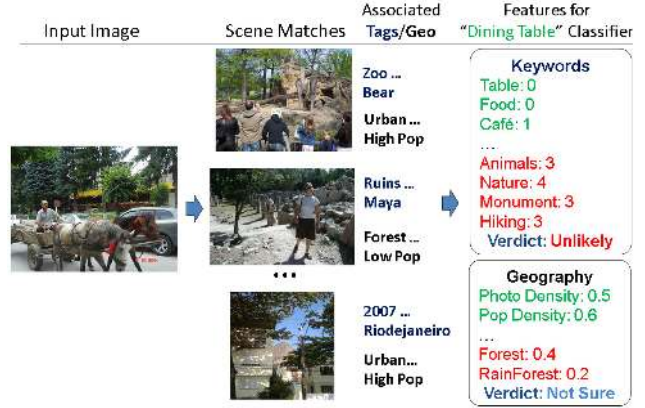 Input Image
Scene Matches
Associated
Tags/Geo
Features for
"Dining Table" Classifier
Zoo ...
Bear
Urban ...
High Pop
Ruins ...
Maya
Forest ...
Low Pop
...
2007 ...
Riodejaneiro
Urban...
High Pop
Keywords
Table: 0
Food: 0
Café: 1
....
Animals: 3
Nature: 4
Monument: 3
Hiking: 3
Verdict: Unlikely
Geography
Photo Density: 0.5
Pop Density: 0.6
...
Forest: 0.4
RainForest: 0.2
Verdict: Not Sure